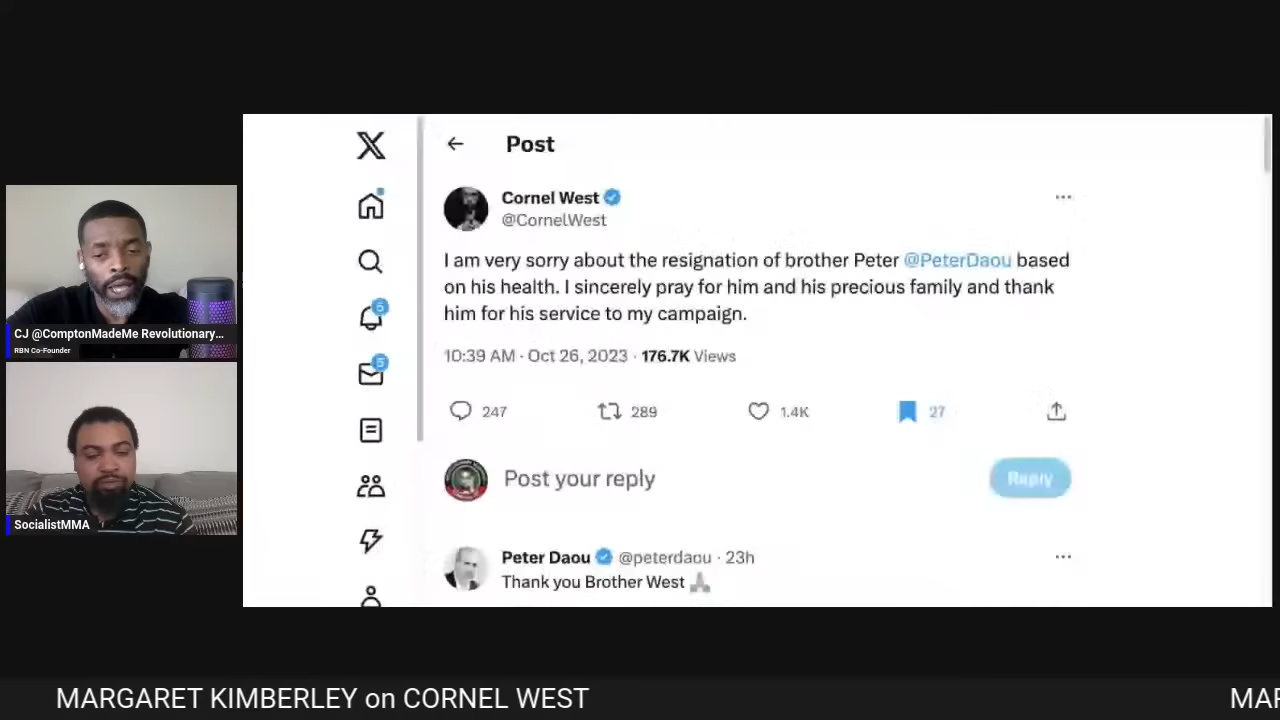 Post
Cornel West
@CornelWest
I am very sorry about the resignation of brother Peter @PeterDaou based
on his health. I sincerely pray for him and his precious family and thank
him for his service to my campaign.
10:39 AM · Oct 26, 2023 · 176.7K Views
247 289 1.4K 27
5
Post your reply
Reply
5
Peter Daou @peterdaou · 23h
Thank you Brother West
CJ @ComptonMadeMe Revolutionary...
RBN Co-Founder
SocialistMMA
MARGARET KIMBERLEY on CORNEL WEST
MAR